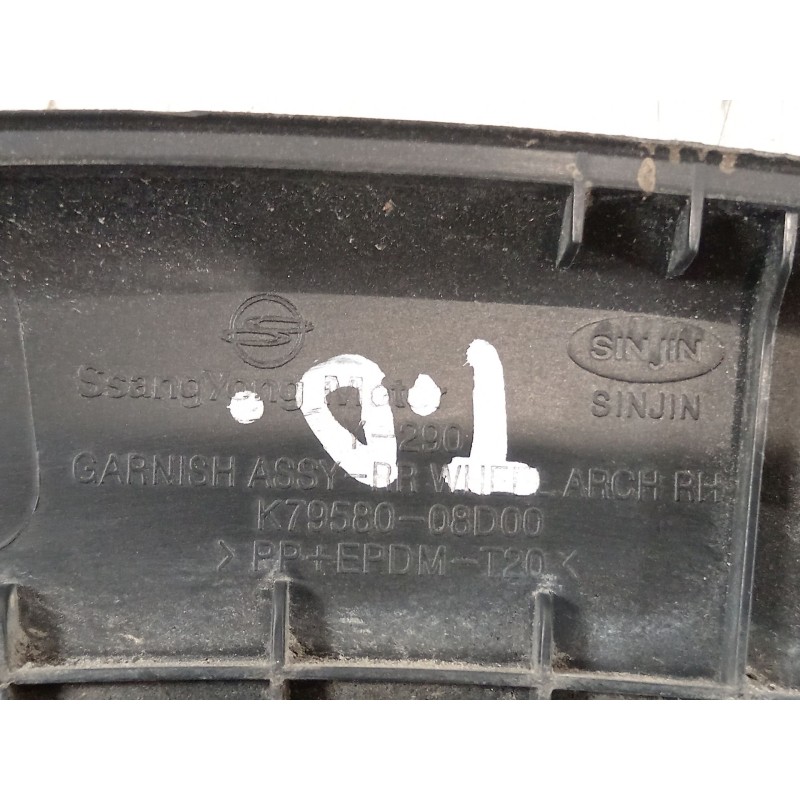 SINJIN
SsangYong Motor
SINJIN
GARNISH ASSY-RR WHEEL ARCH RH
K79580-08D00
>PP+EPDM-T20<